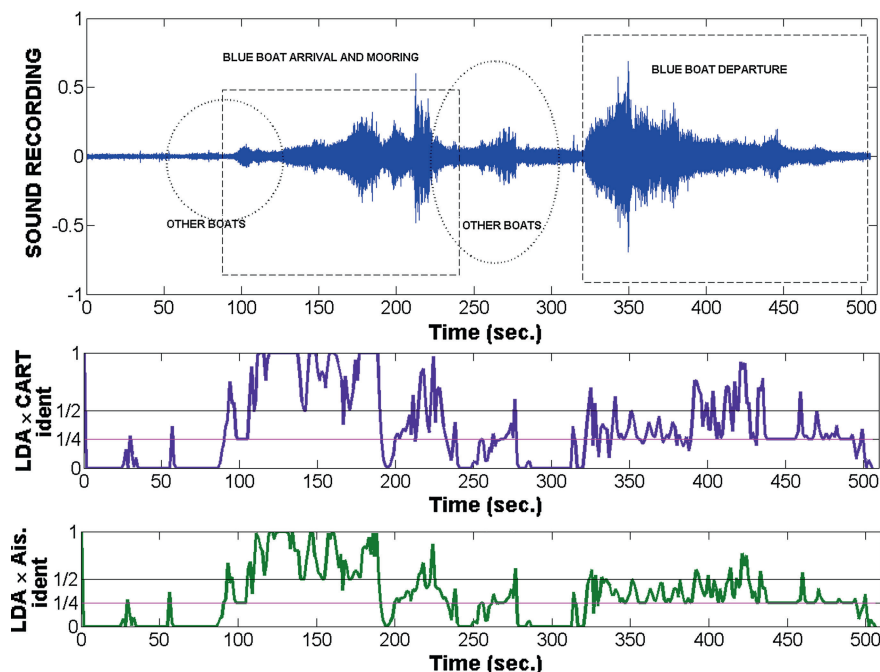 1
BLUE BOAT ARRIVAL AND MOORING
BLUE BOAT DEPARTURE
0.5
0
-0.5
-1
SOUND RECORDING
OTHER BOATS
OTHER BOATS
0 50 100 150 200 250 300 350 400 450 500
Time (sec.)
LDA × CART
ident
1
1/2
1/4
0
0 50 100 150 200 250 300 350 400 450 500
Time (sec.)
LDA × Ais.
ident
1
1/2
1/4
0
0 50 100 150 200 250 300 350 400 450 500
Time (sec.)